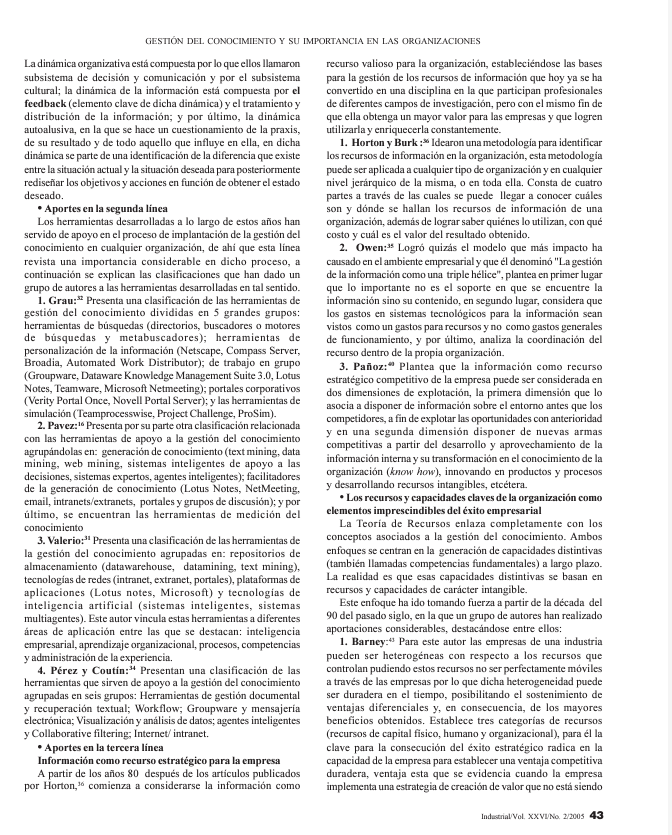 GESTIÓN DEL CONOCIMIENTO Y SU IMPORTANCIA EN LAS ORGANIZACIONES
La dinámica organizativa está compuesta por lo que ellos llamaron
subsistema de decisión y comunicación y por el subsistema
cultural; la dinámica de la información está compuesta por el
feedback (elemento clave de dicha dinámica) y el tratamiento y
distribución de la información; y por último, la dinámica
autoalusiva, en la que se hace un cuestionamiento de la praxis,
de su resultado y de todo aquello que influye en ella, en dicha
dinámica se parte de una identificación de la diferencia que existe
entre la situación actual y la situación deseada para posteriormente
rediseñar los objetivos y acciones en función de obtener el estado
deseado.
• Aportes en la segunda línea
Los herramientas desarrolladas a lo largo de estos años han
servido de apoyo en el proceso de implantación de la gestión del
conocimiento en cualquier organización, de ahí que esta línea
revista una importancia considerable en dicho proceso, a
continuación se explican las clasificaciones que han dado un
grupo de autores a las herramientas desarrolladas en tal sentido.
1. Grau:³² Presenta una clasificación de las herramientas de
gestión del conocimiento divididas en 5 grandes grupos:
herramientas de búsquedas (directorios, buscadores o motores
de búsquedas y metabuscadores); herramientas de
personalización de la información (Netscape, Compass Server,
Broadia, Automated Work Distributor); de trabajo en grupo
(Groupware, Dataware Knowledge Management Suite 3.0, Lotus
Notes, Teamware, Microsoft Netmeeting); portales corporativos
(Verity Portal Once, Novell Portal Server); y las herramientas de
simulación (Teamprocesswise, Project Challenge, ProSim).
2. Pavez:¹⁶ Presenta por su parte otra clasificación relacionada
con las herramientas de apoyo a la gestión del conocimiento
agrupándolas en: generación de conocimiento (text mining, data
mining, web mining, sistemas inteligentes de apoyo a las
decisiones, sistemas expertos, agentes inteligentes); facilitadores
de la generación de conocimiento (Lotus Notes, NetMeeting,
email, intranets/extranets, portales y grupos de discusión); y por
último, se encuentran las herramientas de medición del
conocimiento
3. Valerio:³¹ Presenta una clasificación de las herramientas de
la gestión del conocimiento agrupadas en: repositorios de
almacenamiento (datawarehouse, datamining, text mining),
tecnologías de redes (intranet, extranet, portales), plataformas de
aplicaciones (Lotus notes, Microsoft) y tecnologías de
inteligencia artificial (sistemas inteligentes, sistemas
multiagentes). Este autor vincula estas herramientas a diferentes
áreas de aplicación entre las que se destacan: inteligencia
empresarial, aprendizaje organizacional, procesos, competencias
y administración de la experiencia.
4. Pérez y Coutín:³⁴ Presentan una clasificación de las
herramientas que sirven de apoyo a la gestión del conocimiento
agrupadas en seis grupos: Herramientas de gestión documental
y recuperación textual; Workflow; Groupware y mensajería
electrónica; Visualización y análisis de datos; agentes inteligentes
y Collaborative filtering; Internet/ intranet.
• Aportes en la tercera línea
Información como recurso estratégico para la empresa
A partir de los años 80 después de los artículos publicados
por Horton,³⁶ comienza a considerarse la información como
recurso valioso para la organización, estableciéndose las bases
para la gestión de los recursos de información que hoy ya se ha
convertido en una disciplina en la que participan profesionales
de diferentes campos de investigación, pero con el mismo fin de
que ella obtenga un mayor valor para las empresas y que logren
utilizarla y enriquecerla constantemente.
1. Horton y Burk :³⁶ Idearon una metodología para identificar
los recursos de información en la organización, esta metodología
puede ser aplicada a cualquier tipo de organización y en cualquier
nivel jerárquico de la misma, o en toda ella. Consta de cuatro
partes a través de las cuales se puede llegar a conocer cuáles
son y dónde se hallan los recursos de información de una
organización, además de lograr saber quiénes lo utilizan, con qué
costo y cuál es el valor del resultado obtenido.
2. Owen:³⁵ Logró quizás el modelo que más impacto ha
causado en el ambiente empresarial y que él denominó "La gestión
de la información como una triple hélice", plantea en primer lugar
que lo importante no es el soporte en que se encuentre la
información sino su contenido, en segundo lugar, considera que
los gastos en sistemas tecnológicos para la información sean
vistos como un gastos para recursos y no como gastos generales
de funcionamiento, y por último, analiza la coordinación del
recurso dentro de la propia organización.
3. Pañoz:⁴⁰ Plantea que la información como recurso
estratégico competitivo de la empresa puede ser considerada en
dos dimensiones de explotación, la primera dimensión que lo
asocia a disponer de información sobre el entorno antes que los
competidores, a fin de explotar las oportunidades con anterioridad
y en una segunda dimensión disponer de nuevas armas
competitivas a partir del desarrollo y aprovechamiento de la
información interna y su transformación en el conocimiento de la
organización (know how), innovando en productos y procesos
y desarrollando recursos intangibles, etcétera.
• Los recursos y capacidades claves de la organización como
elementos imprescindibles del éxito empresarial
La Teoría de Recursos enlaza completamente con los
conceptos asociados a la gestión del conocimiento. Ambos
enfoques se centran en la generación de capacidades distintivas
(también llamadas competencias fundamentales) a largo plazo.
La realidad es que esas capacidades distintivas se basan en
recursos y capacidades de carácter intangible.
Este enfoque ha ido tomando fuerza a partir de la década del
90 del pasado siglo, en la que un grupo de autores han realizado
aportaciones considerables, destacándose entre ellos:
1. Barney:⁴³ Para este autor las empresas de una industria
pueden ser heterogéneas con respecto a los recursos que
controlan pudiendo estos recursos no ser perfectamente móviles
a través de las empresas por lo que dicha heterogeneidad puede
ser duradera en el tiempo, posibilitando el sostenimiento de
ventajas diferenciales y, en consecuencia, de los mayores
beneficios obtenidos. Establece tres categorías de recursos
(recursos de capital físico, humano y organizacional), para él la
clave para la consecución del éxito estratégico radica en la
capacidad de la empresa para establecer una ventaja competitiva
duradera, ventaja esta que se evidencia cuando la empresa
implementa una estrategia de creación de valor que no está siendo
Industrial/Vol. XXVI/No. 2/2005 43